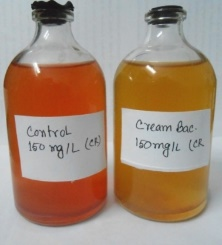 Control
150 mg/L (CR)
Cream Bac.
150mg/L (CR